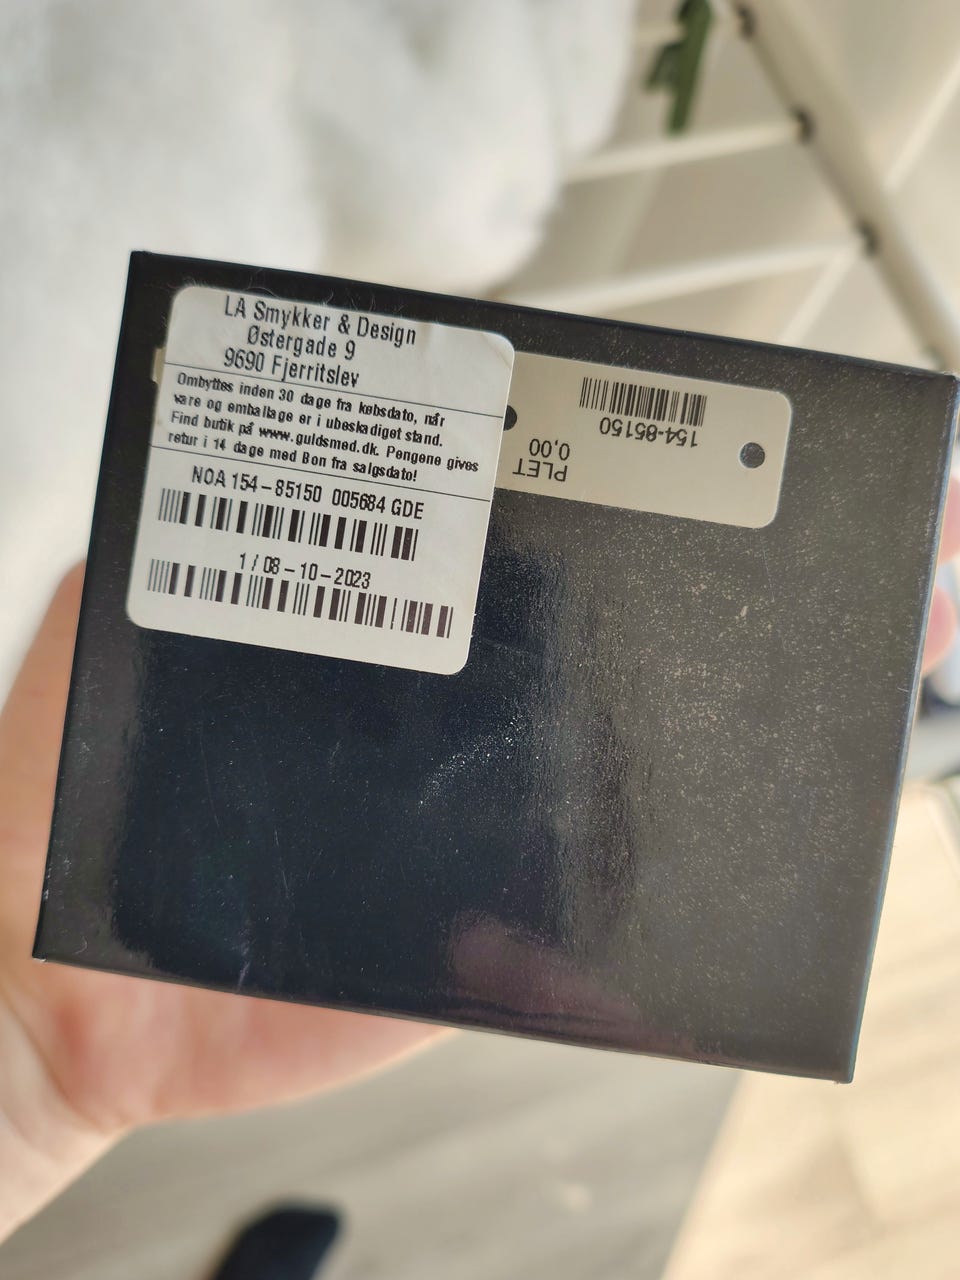 LA Smykker & Design
Østergade 9
9690 Fjerritslev
Ombyttes inden 30 dage fra købsdato, når
vare og emballage er i ubeskadiget stand.
Find butik på www.guldsmed.dk. Pengene gives
retur i 14 dage med Bon fra salgsdato!
NOA 154-85150 005684 GDE
1/08-10-2023
154-85150
PLET
0,00